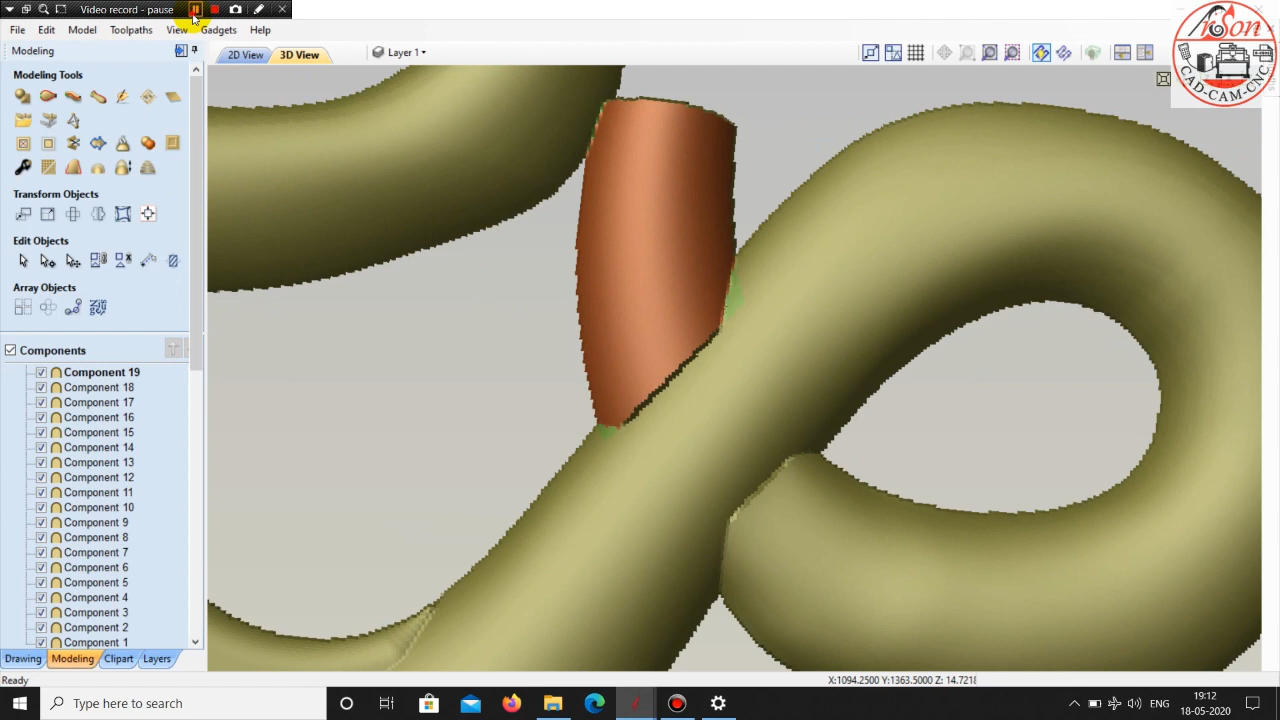 Video record - pause
File Edit Model Toolpaths View Gadgets Help
Modeling
2D View 3D View Layer 1
Modeling Tools
Transform Objects
Edit Objects
Array Objects
Components
Component 19
Component 18
Component 17
Component 16
Component 15
Component 14
Component 13
Component 12
Component 11
Component 10
Component 9
Component 8
Component 7
Component 6
Component 5
Component 4
Component 3
Component 2
Component 1
Drawing Modeling Clipart Layers
Ready
X:1094.2500 Y:1363.5000 Z: 14.7218
Type here to search
ENG
19:12
18-05-2020
CAD-CAM-CNC